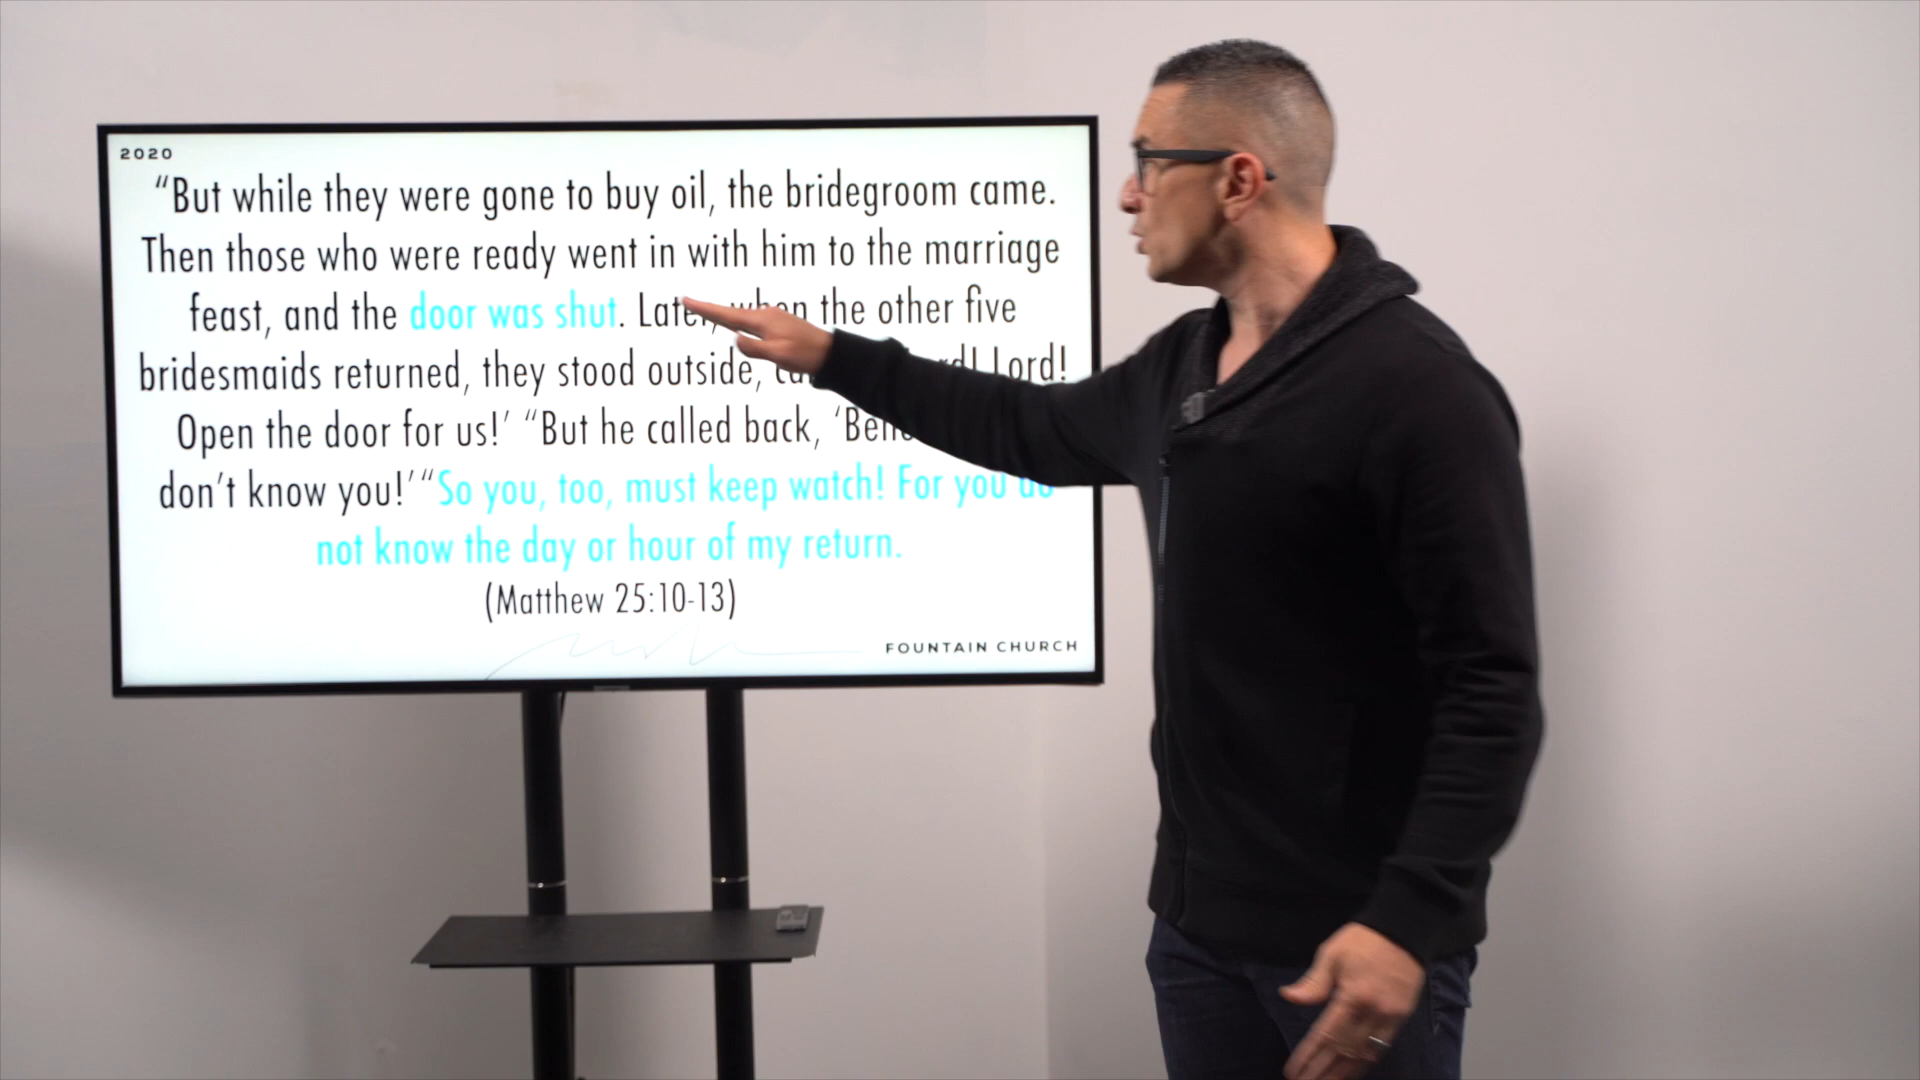 2020
“But while they were gone to buy oil, the bridegroom came.
Then those who were ready went in with him to the marriage
feast, and the door was shut. Later, when the other five
bridesmaids returned, they stood outside, Lord!
Open the door for us!’ “But he called back,
don’t know you!’“So you, too, must keep watch! For you do
not know the day or hour of my return.
(Matthew 25:10-13)
FOUNTAIN CHURCH